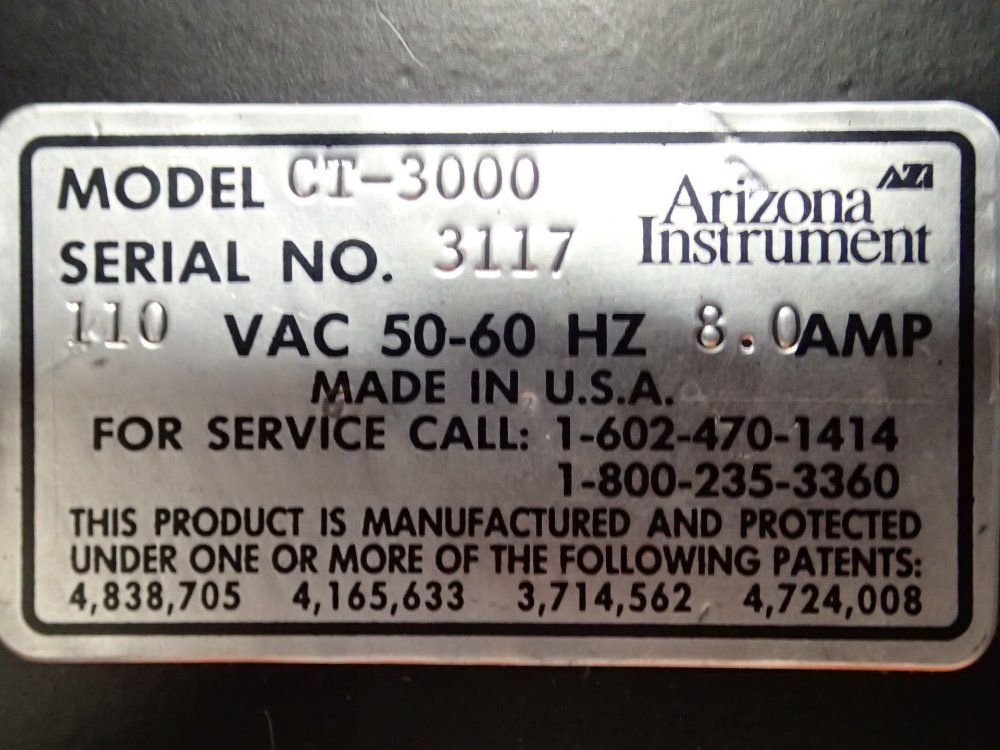 MODEL CT-3000
AZI
Arizona
Instrument
SERIAL NO. 3117
110 VAC 50-60 HZ 8.0 AMP
MADE IN U.S.A.
FOR SERVICE CALL: 1-602-470-1414
1-800-235-3360
THIS PRODUCT IS MANUFACTURED AND PROTECTED
UNDER ONE OR MORE OF THE FOLLOWING PATENTS:
4,838,705 4,165,633 3,714,562 4,724,008